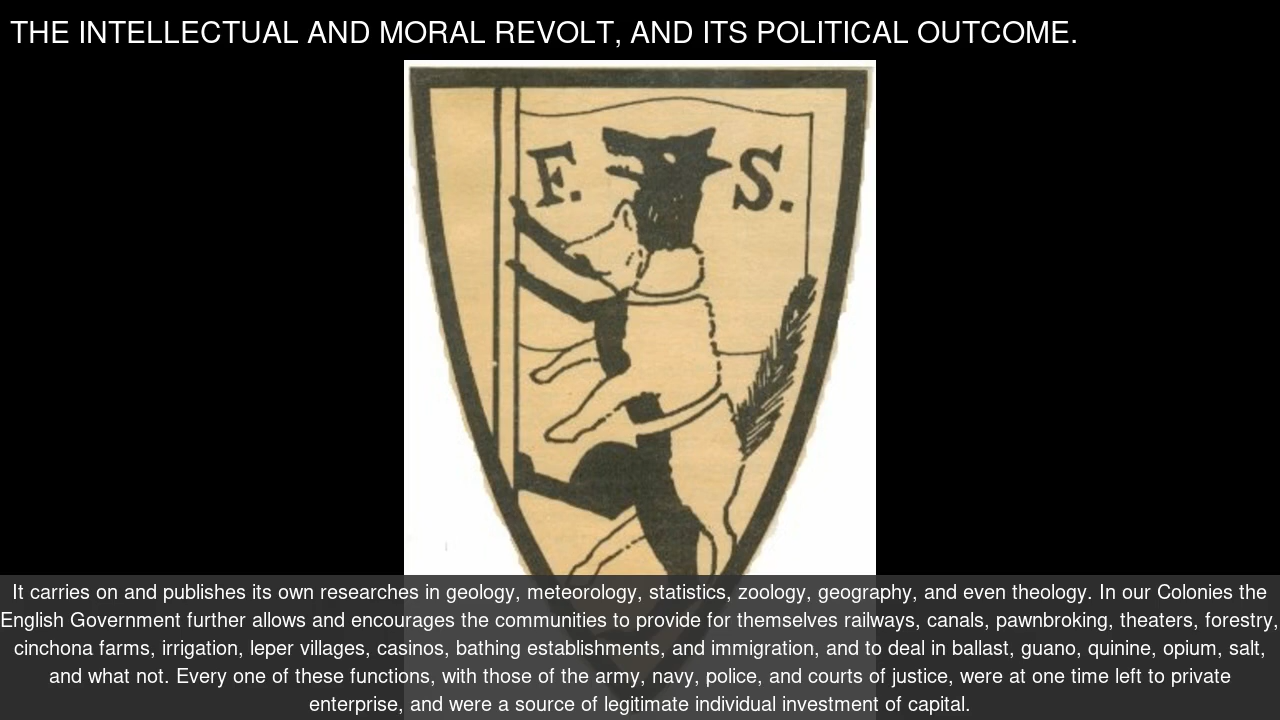 THE INTELLECTUAL AND MORAL REVOLT, AND ITS POLITICAL OUTCOME.
F. S.
It carries on and publishes its own researches in geology, meteorology, statistics, zoology, geography, and even theology. In our Colonies the
English Government further allows and encourages the communities to provide for themselves railways, canals, pawnbroking, theaters, forestry,
cinchona farms, irrigation, leper villages, casinos, bathing establishments, and immigration, and to deal in ballast, guano, quinine, opium, salt,
and what not. Every one of these functions, with those of the army, navy, police, and courts of justice, were at one time left to private
enterprise, and were a source of legitimate individual investment of capital.